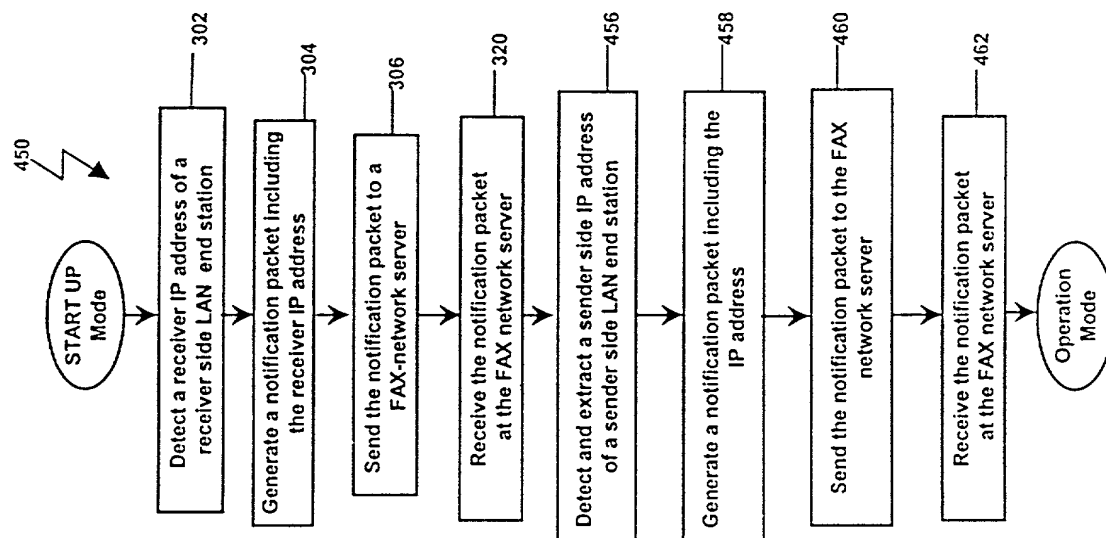 450
START UP
Mode
Detect a receiver IP address of a
receiver side LAN end station
302
Generate a notification packet including
the receiver IP address
304
Send the notification packet to a
FAX-network server
306
Receive the notification packet
at the FAX network server
320
Detect and extract a sender side IP address
of a sender side LAN end station
456
Generate a notification packet including the
IP address
458
Send the notification packet to the FAX
network server
460
Receive the notification packet
at the FAX network server
462
Operation
Mode